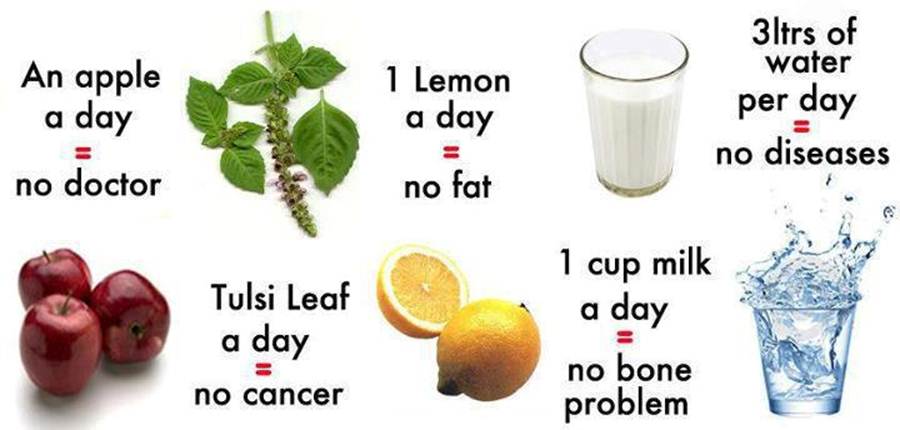 An apple
a day
=
no doctor
Tulsi Leaf
a day
=
no cancer
1 Lemon
a day
=
no fat
1 cup milk
a day
=
no bone
problem
3ltrs of
water
per day
=
no diseases